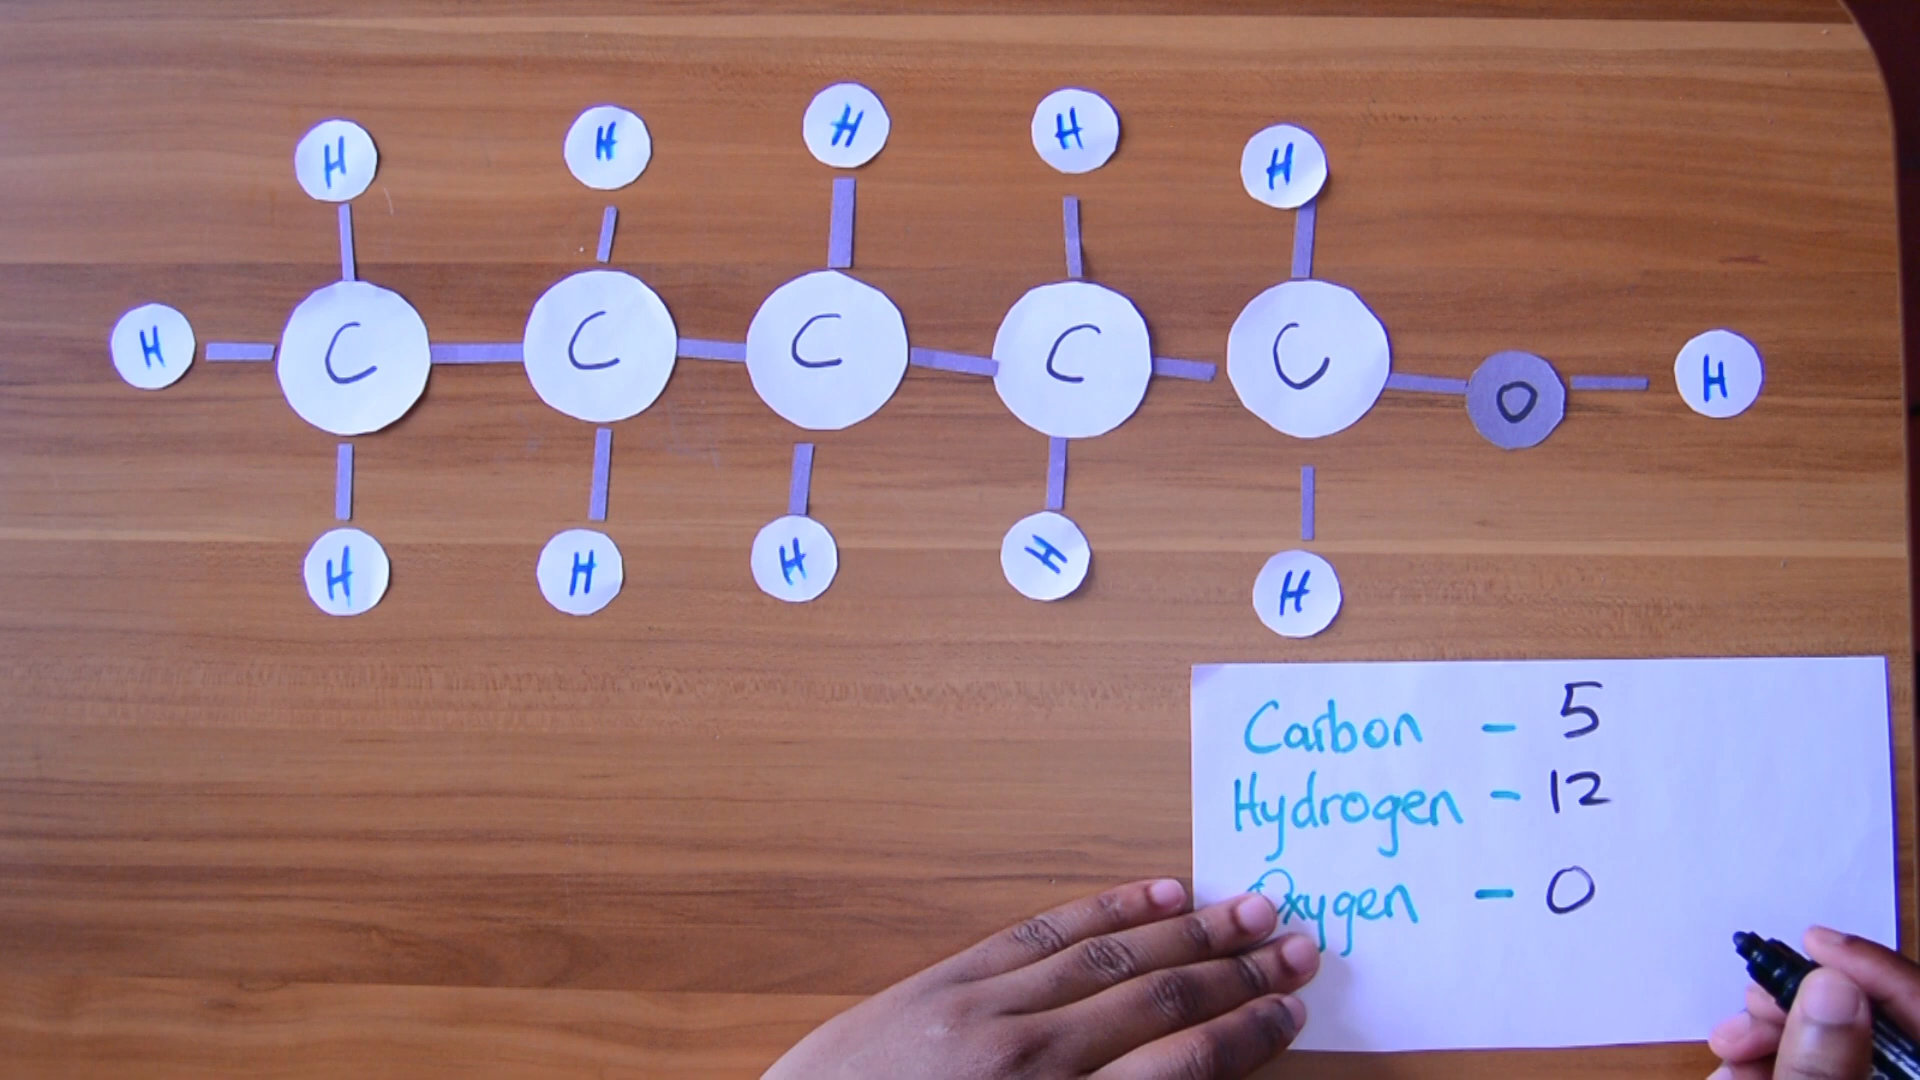 H H H H H
H C C C C C O H
H H H H H
Carbon - 5
Hydrogen - 12
Oxygen - 0